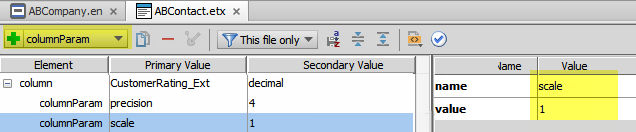 ABCompany.en ABContact.etx
columnParam This file only
Element Primary Value Secondary Value Name Value
column CustomerRating_Ext decimal name scale
columnParam precision 4 value 1
columnParam scale 1